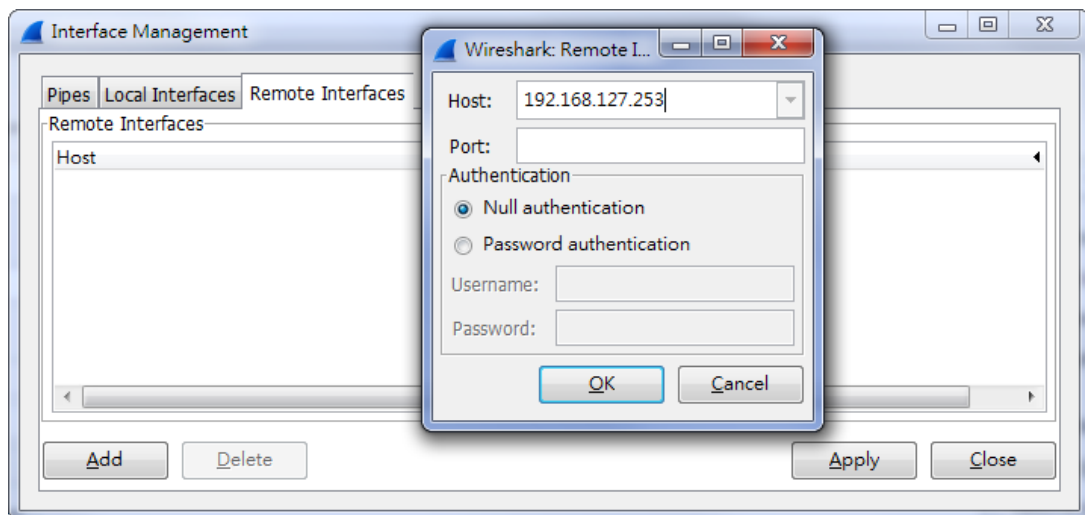 Interface Management
Wireshark: Remote I...
Pipes
Local Interfaces
Remote Interfaces
Remote Interfaces
Host
Host:
192.168.127.253
Port:
Authentication
Null authentication
Password authentication
Username:
Password:
OK
Cancel
Add
Delete
Apply
Close